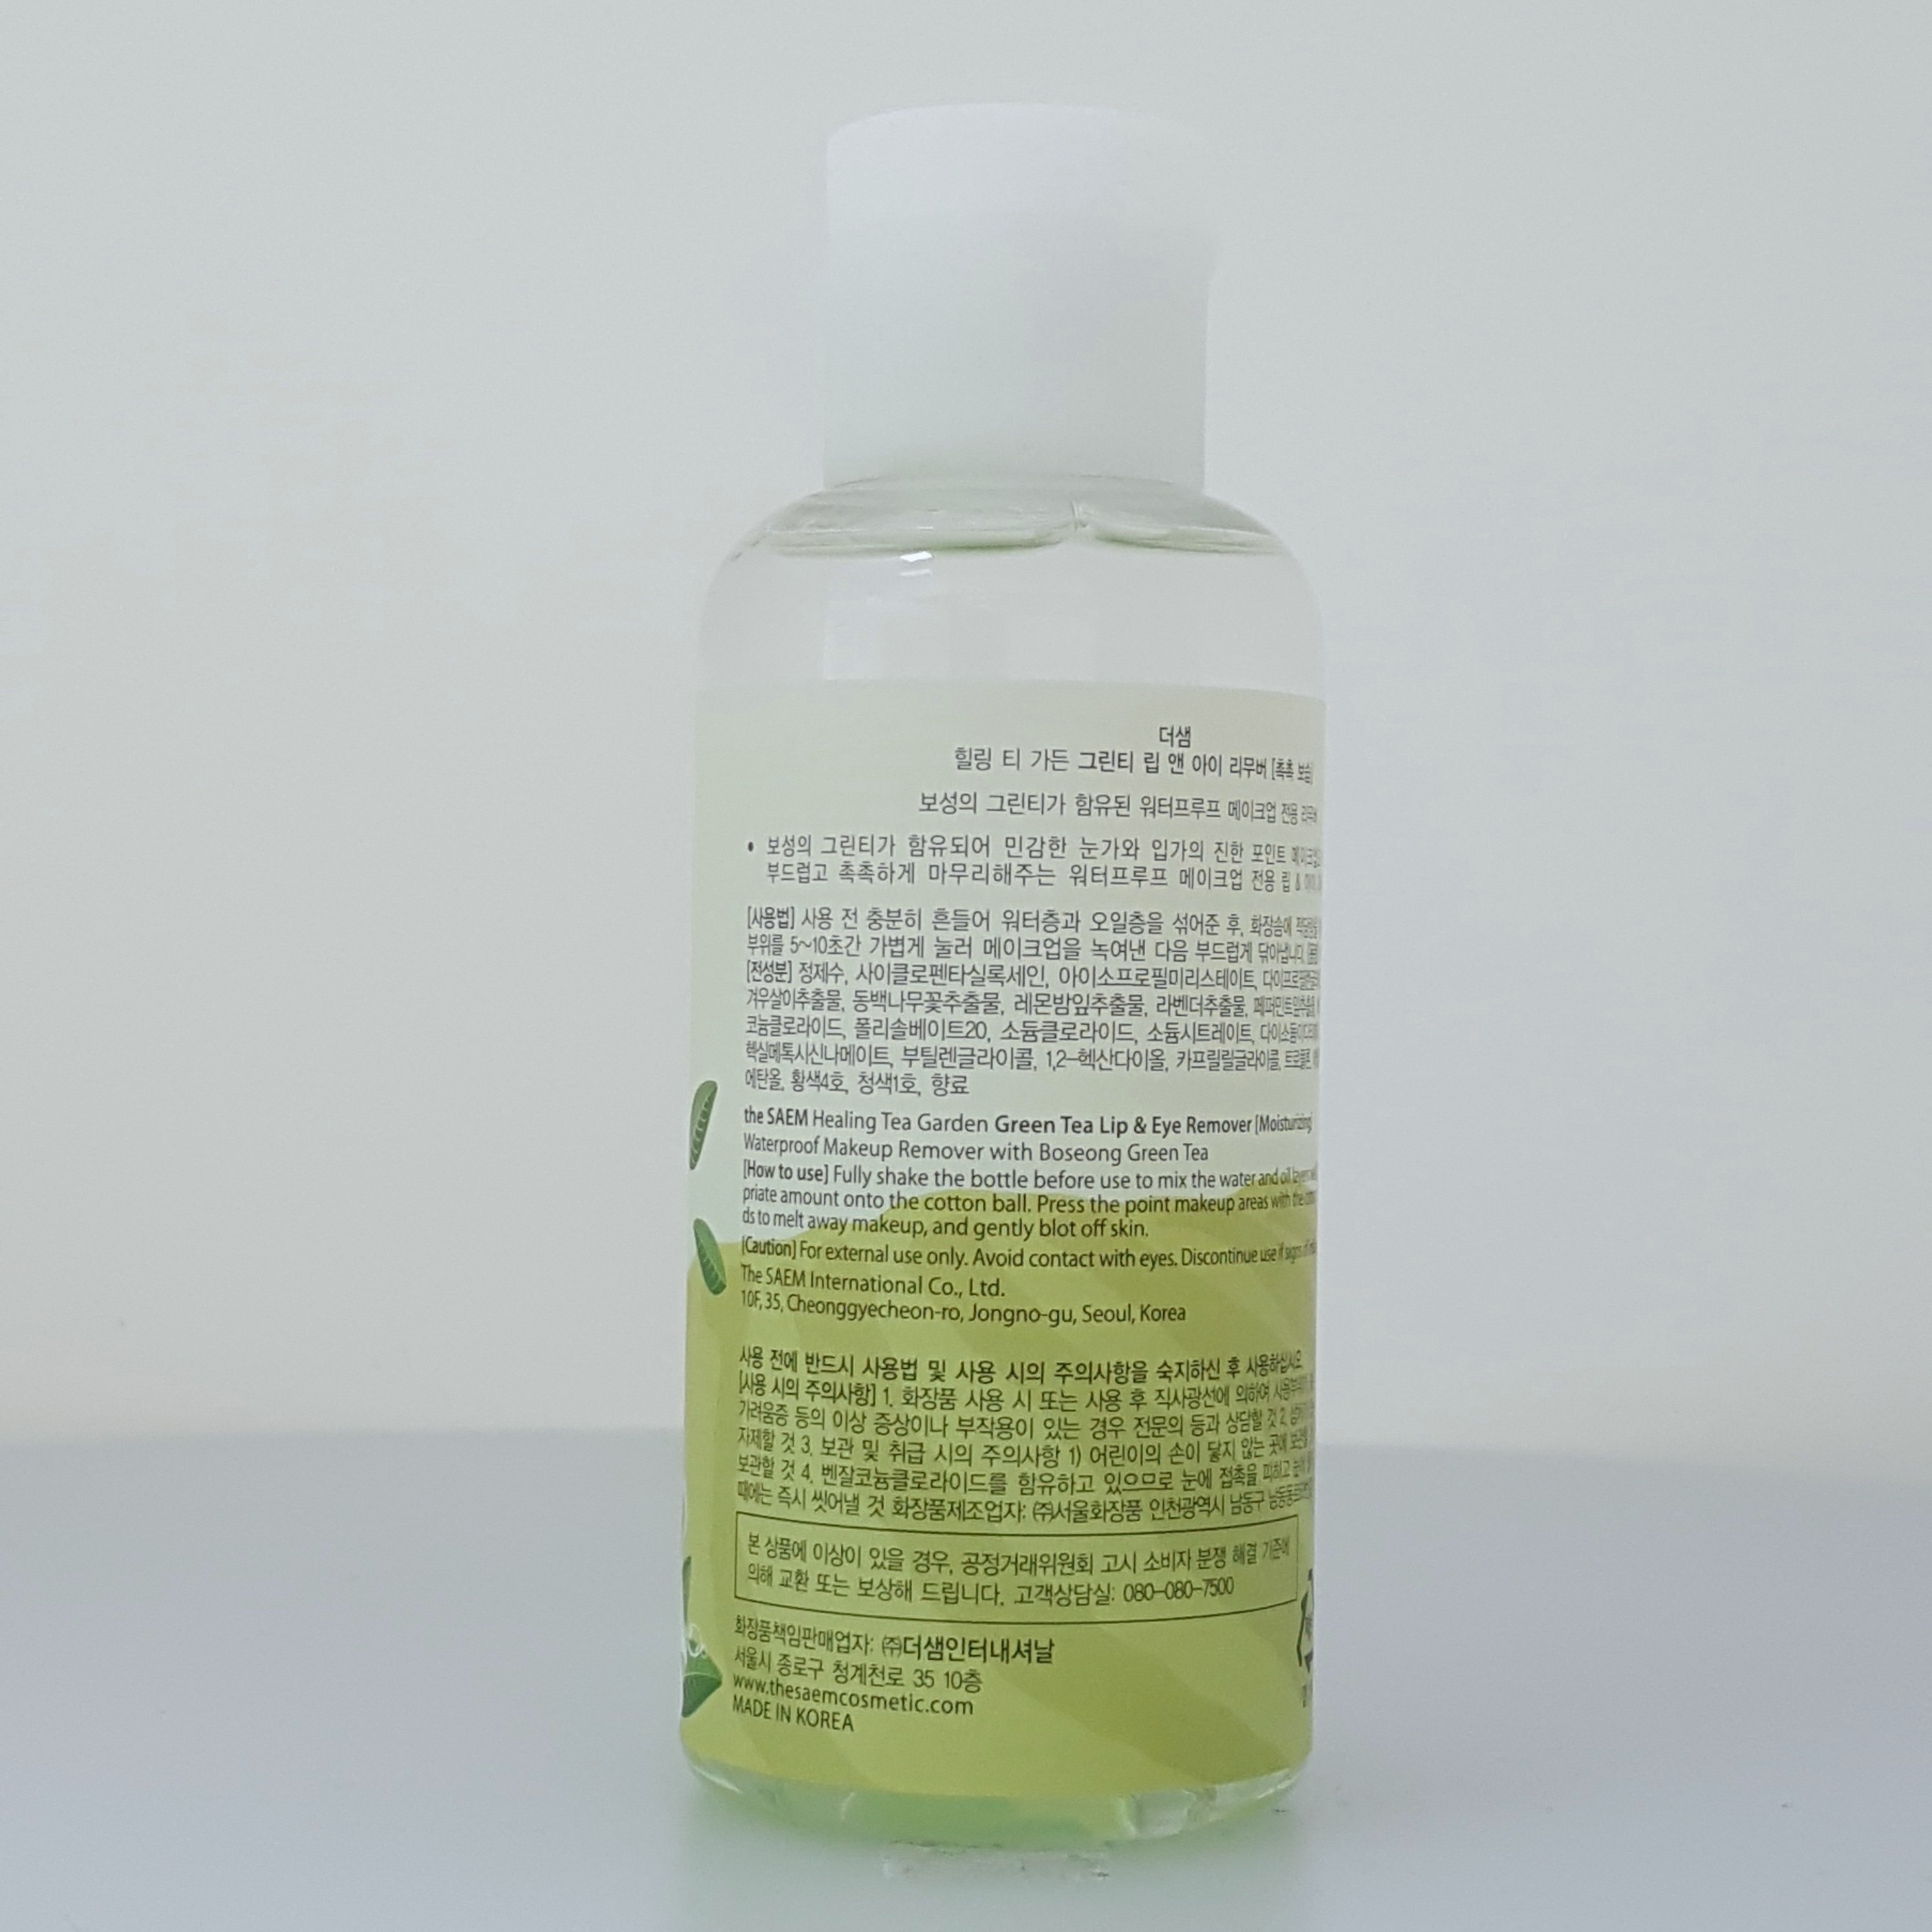 더샘
힐링 티 가든 그린티 립 앤 아이 리무버 [촉촉 보습]
보성의 그린티가 함유된 워터프루프 메이크업 전용 리무버
• 보성의 그린티가 함유되어 민감한 눈가와 입가의 진한 포인트
부드럽고 촉촉하게 마무리해주는 워터프루프 메이크업 전용 립 &
[사용법] 사용 전 충분히 흔들어 워터층과 오일층을 섞어준 후, 화장솜에
부위를 5~10초간 가볍게 눌러 메이크업을 녹여낸 다음 부드럽게 닦아냅니다.
[전성분] 정제수, 사이클로펜타실록세인, 아이소프로필미리스테이트,
겨우살이추출물, 동백나무꽃추출물, 레몬밤잎추출물, 라벤더추출물, 페퍼민트잎추출물,
코늄클로라이드, 폴리솔베이트20, 소듐클로라이드, 소듐시트레이트,
헥실메톡시신나메이트, 부틸렌글라이콜, 1,2-헥산다이올, 카프릴릴글라이콜,
에탄올, 황색4호, 청색1호, 향료
the SAEM Healing Tea Garden Green Tea Lip & Eye Remover [Moisturizing
Waterproof Makeup Remover with Boseong Green Tea
[How to use] Fully shake the bottle before use to mix the water and oil
priate amount onto the cotton ball. Press the point makeup areas with the
ds to melt away makeup, and gently blot off skin.
[Caution] For external use only. Avoid contact with eyes. Discontinue use if signs of
The SAEM International Co., Ltd.
10F, 35, Cheonggyecheon-ro, Jongno-gu, Seoul, Korea
사용 전에 반드시 사용법 및 사용 시의 주의사항을 숙지하신 후 사용하십시오.
[사용 시의 주의사항] 1. 화장품 사용 시 또는 사용 후 직사광선에 의하여
가려움증 등의 이상 증상이나 부작용이 있는 경우 전문의 등과 상담할 것 2.
자제할 것 3. 보관 및 취급 시의 주의사항 1) 어린이의 손이 닿지 않는 곳에
보관할 것 4. 벤잘코늄클로라이드를 함유하고 있으므로 눈에 접촉을 피하고
때에는 즉시 씻어낼 것 화장품제조업자: ㈜서울화장품 인천광역시 남동구
본 상품에 이상이 있을 경우, 공정거래위원회 고시 소비자 분쟁 해결 기준에
의해 교환 또는 보상해 드립니다. 고객상담실: 080-080-7500
화장품책임판매업자: ㈜더샘인터내셔날
서울시 종로구 청계천로 35 10층
www.thesaemcosmetic.com
MADE IN KOREA